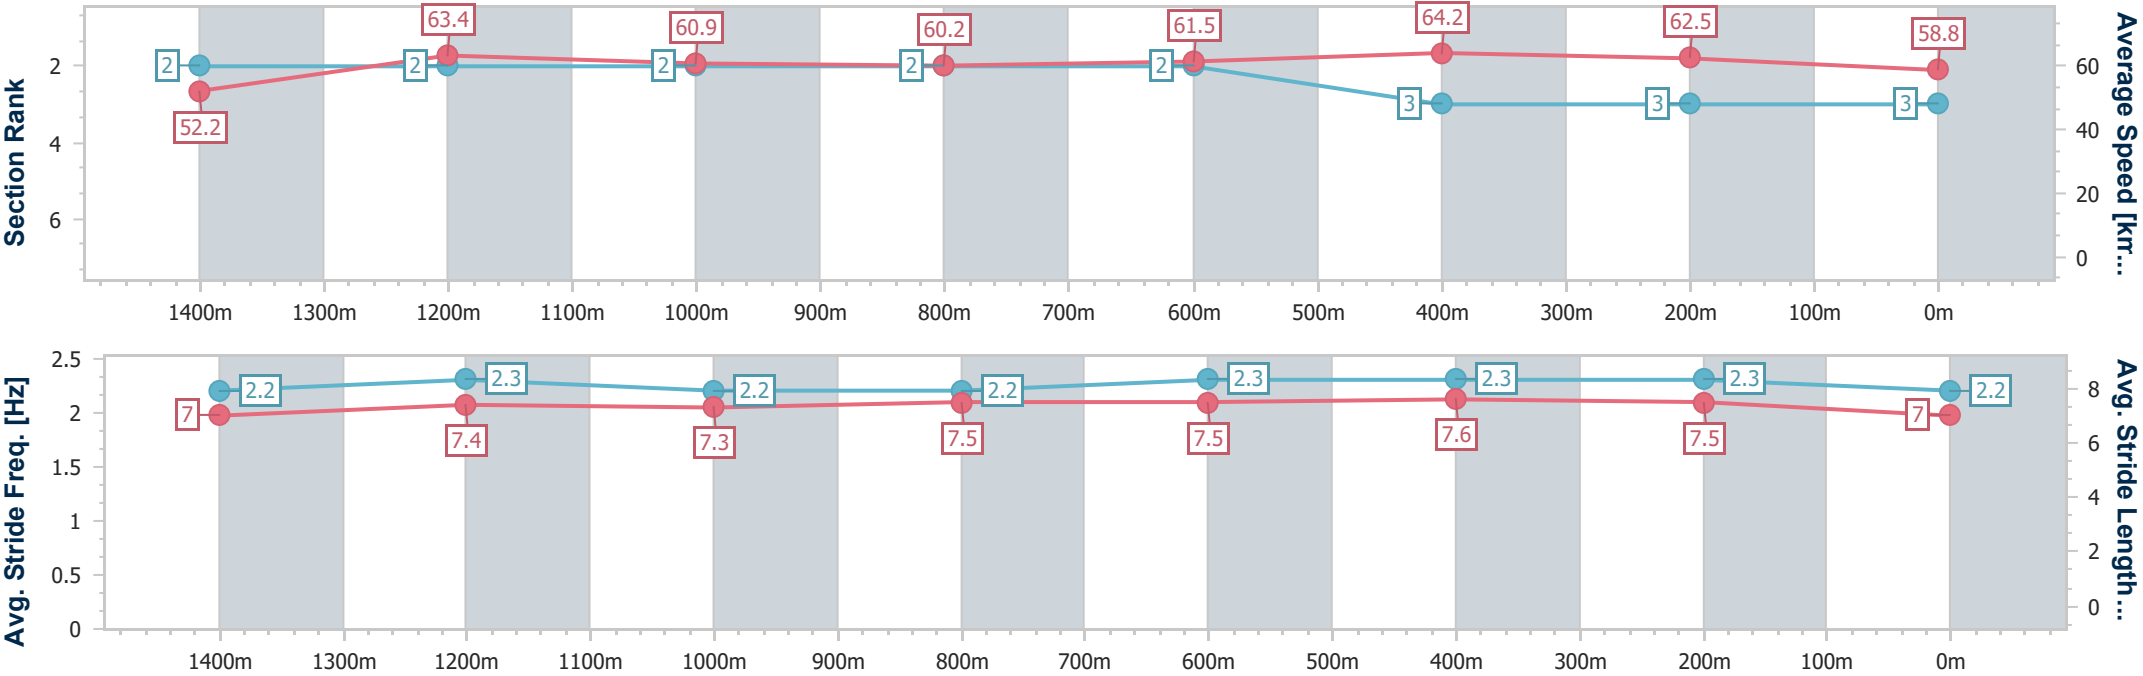 Section Rank
Average Speed [km...
2
4
6
60
40
20
0
63.4
60.9
60.2
61.5
64.2
62.5
58.8
52.2
2
2
2
2
2
3
3
3
1400m
1300m
1200m
1100m
1000m
900m
800m
700m
600m
500m
400m
300m
200m
100m
0m
Avg. Stride Freq. [Hz]
Avg. Stride Length...
2.5
2
1.5
1
0.5
0
8
6
4
2
0
2.2
2.3
2.2
2.2
2.3
2.3
2.3
2.2
7
7.4
7.3
7.5
7.5
7.6
7.5
7
1400m
1300m
1200m
1100m
1000m
900m
800m
700m
600m
500m
400m
300m
200m
100m
0m